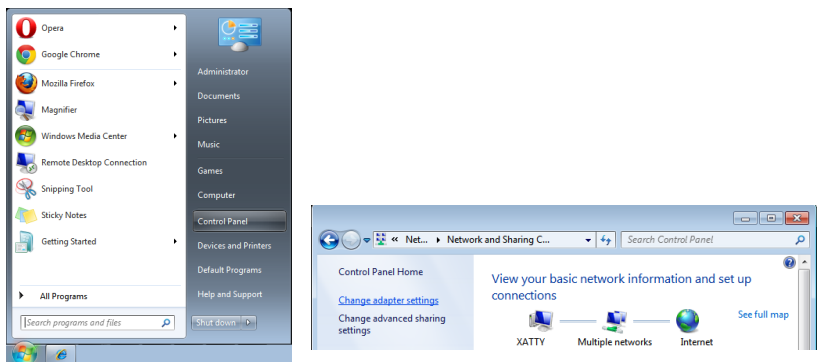 Opera
Google Chrome
Mozilla Firefox
Magnifier
Windows Media Center
Remote Desktop Connection
Snipping Tool
Sticky Notes
Getting Started
All Programs
Search programs and files
Administrator
Documents
Pictures
Music
Games
Computer
Control Panel
Devices and Printers
Default Programs
Help and Support
Shut down
« Net... Network and Sharing C...
Search Control Panel
Control Panel Home
Change adapter settings
Change advanced sharing
settings
View your basic network information and set up
connections
See full map
XATTY Multiple networks Internet